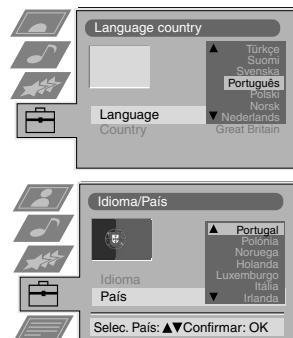 Language country
▲ Türkçe
Suomi
Svenska
Português
Polski
Norsk
Language ▼ Nederlands
Country Great Britain
Idioma/País
▲ Portugal
Polónia
Noruega
Holanda
Idioma Luxemburgo
Itália
País ▼ Irlanda
Selec. País: ▲▼Confirmar: OK